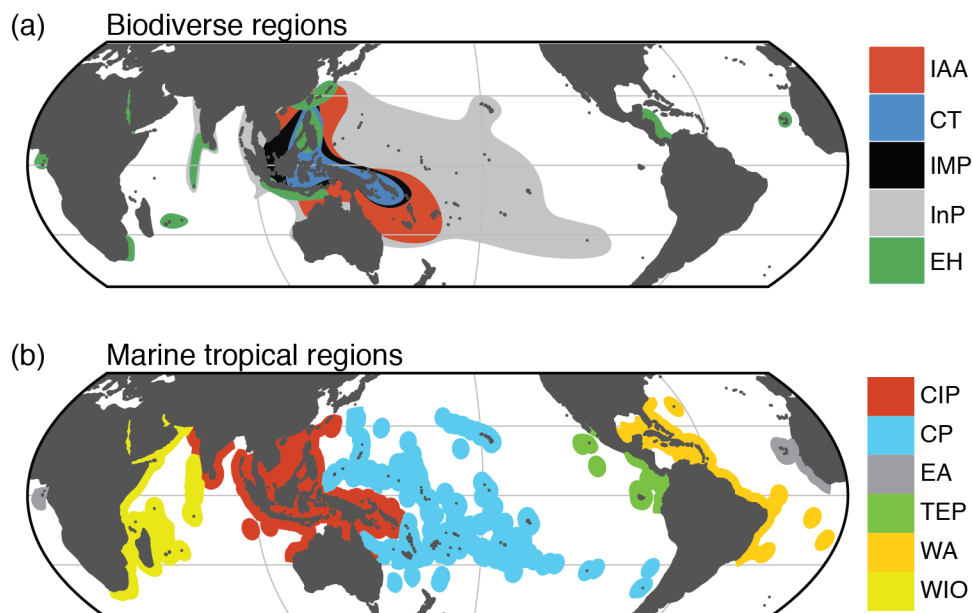 (a) Biodiverse regions
IAA
CT
IMP
InP
EH
(b) Marine tropical regions
CIP
CP
EA
TEP
WA
WIO